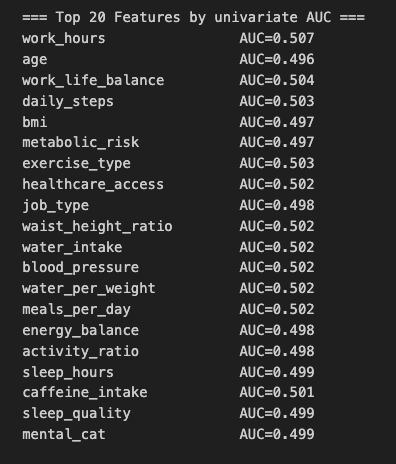 === Top 20 Features by univariate AUC ===
work_hours AUC=0.507
age AUC=0.496
work_life_balance AUC=0.504
daily_steps AUC=0.503
bmi AUC=0.497
metabolic_risk AUC=0.497
exercise_type AUC=0.503
healthcare_access AUC=0.502
job_type AUC=0.498
waist_height_ratio AUC=0.502
water_intake AUC=0.502
blood_pressure AUC=0.502
water_per_weight AUC=0.502
meals_per_day AUC=0.502
energy_balance AUC=0.498
activity_ratio AUC=0.498
sleep_hours AUC=0.499
caffeine_intake AUC=0.501
sleep_quality AUC=0.499
mental_cat AUC=0.499